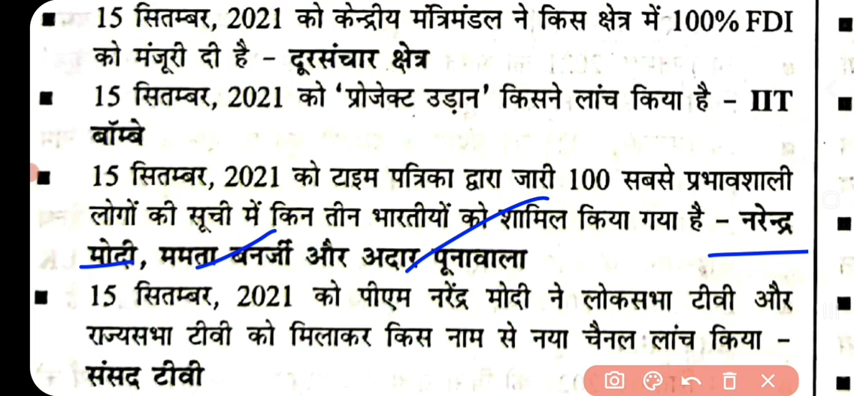 ▪ 15 सितम्बर, 2021 को केन्द्रीय मंत्रिमंडल ने किस क्षेत्र में 100% FDI
को मंजूरी दी है – दूरसंचार क्षेत्र
▪ 15 सितम्बर, 2021 को ‘प्रोजेक्ट उड़ान’ किसने लांच किया है – IIT
बॉम्बे
▪ 15 सितम्बर, 2021 को टाइम पत्रिका द्वारा जारी 100 सबसे प्रभावशाली
लोगों की सूची में किन तीन भारतीयों को शामिल किया गया है – नरेन्द्र
मोदी, ममता बनर्जी और अदार पूनावाला
▪ 15 सितम्बर, 2021 को पीएम नरेंद्र मोदी ने लोकसभा टीवी और
राज्यसभा टीवी को मिलाकर किस नाम से नया चैनल लांच किया –
संसद टीवी